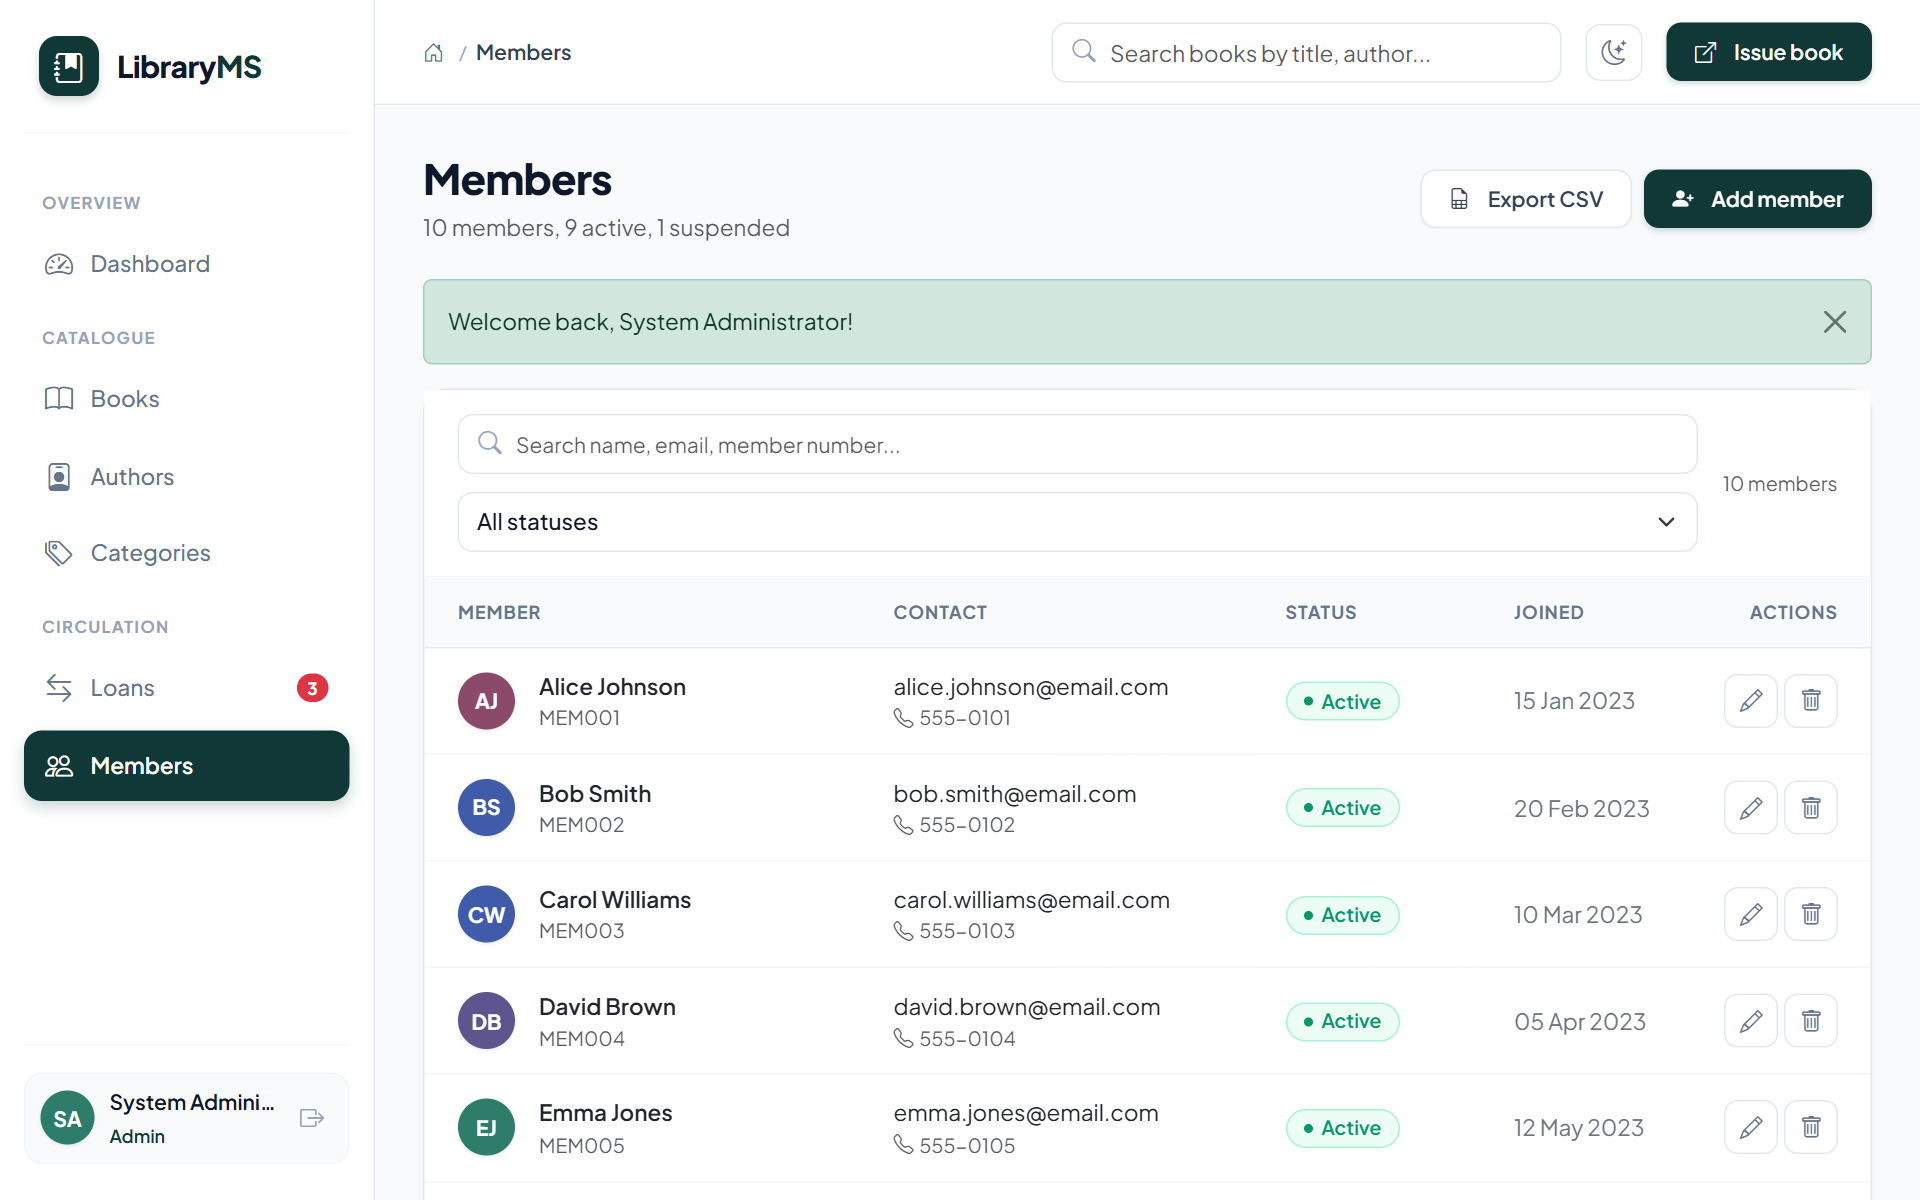 LibraryMS
OVERVIEW
Dashboard
CATALOGUE
Books
Authors
Categories
CIRCULATION
Loans 3
Members
SA System Admini...
Admin
/ Members
Search books by title, author...
Issue book
Members
10 members, 9 active, 1 suspended
Export CSV
Add member
Welcome back, System Administrator!
Search name, email, member number...
All statuses
10 members
MEMBER CONTACT STATUS JOINED ACTIONS
AJ Alice Johnson alice.johnson@email.com Active 15 Jan 2023
MEM001 555-0101
BS Bob Smith bob.smith@email.com Active 20 Feb 2023
MEM002 555-0102
CW Carol Williams carol.williams@email.com Active 10 Mar 2023
MEM003 555-0103
DB David Brown david.brown@email.com Active 05 Apr 2023
MEM004 555-0104
EJ Emma Jones emma.jones@email.com Active 12 May 2023
MEM005 555-0105